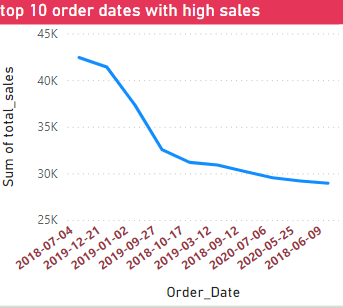 top 10 order dates with high sales
45K
40K
35K
30K
25K
Sum of total_sales
2018-07-04
2019-12-21
2019-01-02
2019-09-27
2018-10-17
2019-03-12
2018-09-12
2020-07-06
2020-05-25
2018-06-09
Order_Date